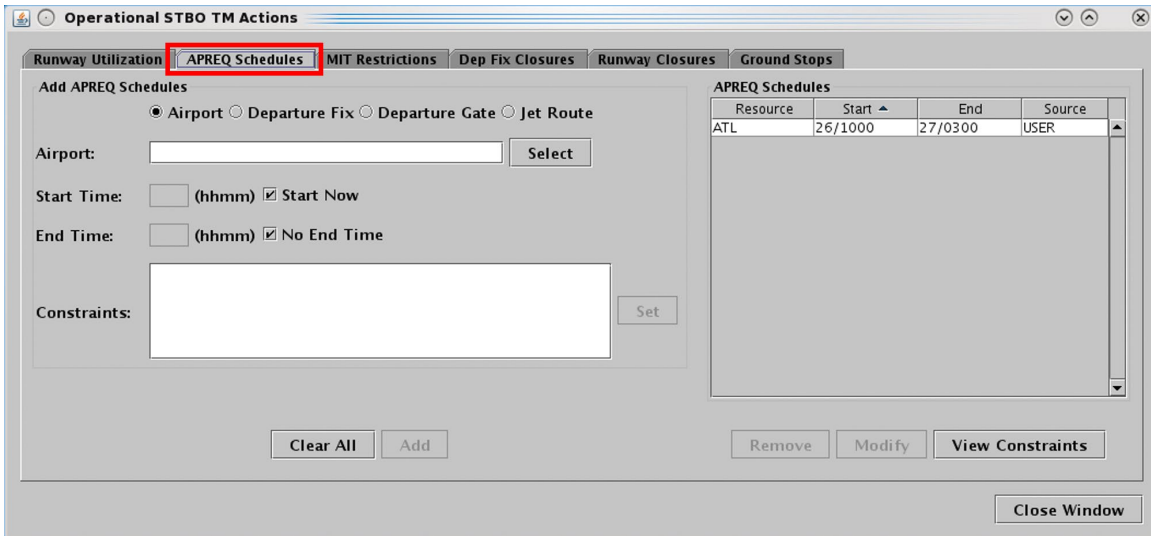 Operational STBO TM Actions
Runway Utilization APREQ Schedules MIT Restrictions Dep Fix Closures Runway Closures Ground Stops
Add APREQ Schedules
Airport Departure Fix Departure Gate Jet Route
Airport: Select
Start Time: (hhmm) Start Now
End Time: (hhmm) No End Time
Constraints: Set
Clear All Add
APREQ Schedules
Resource Start End Source
ATL 26/1000 27/0300 USER
Remove Modify View Constraints
Close Window